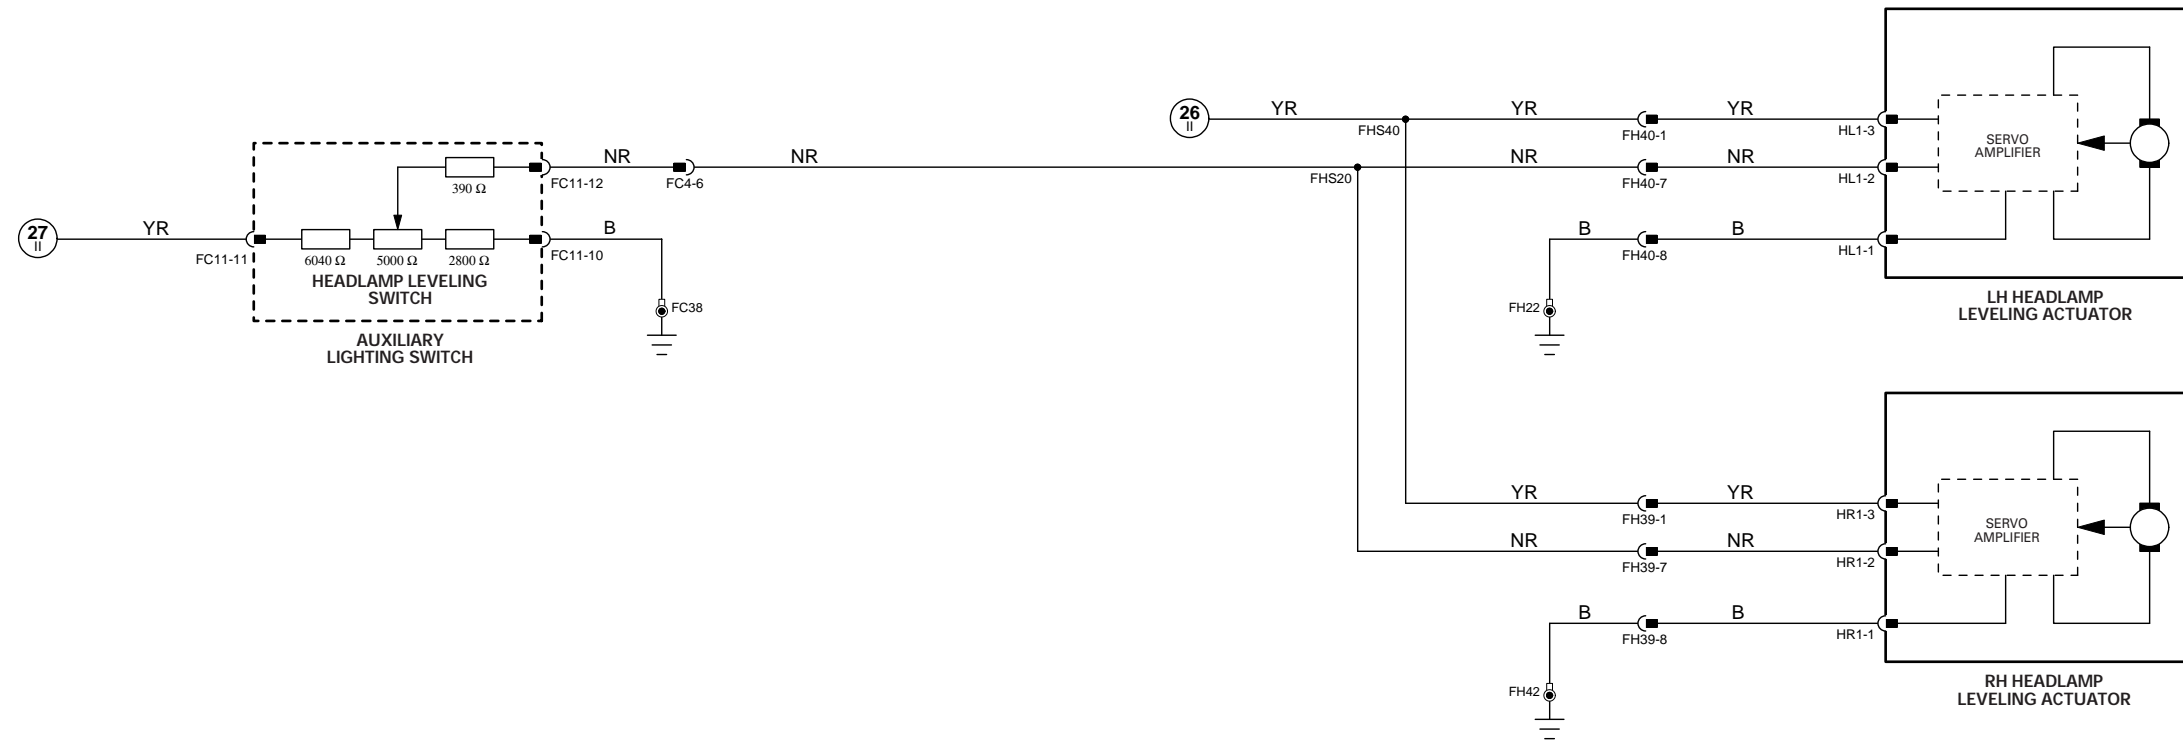 26
II
YR
YR
YR
FHS40
FH40-1
HL1-3
SERVO
AMPLIFIER
NR
NR
NR
NR
390 Ω
FC11-12
FC4-6
FHS20
FH40-7
HL1-2
27
II
YR
B
B
B
FC11-11
6040 Ω
5000 Ω
2800 Ω
FC11-10
FH40-8
HL1-1
HEADLAMP LEVELING
SWITCH
FC38
FH22
LH HEADLAMP
LEVELING ACTUATOR
AUXILIARY
LIGHTING SWITCH
YR
YR
FH39-1
HR1-3
SERVO
AMPLIFIER
NR
NR
FH39-7
HR1-2
B
B
FH39-8
HR1-1
FH42
RH HEADLAMP
LEVELING ACTUATOR